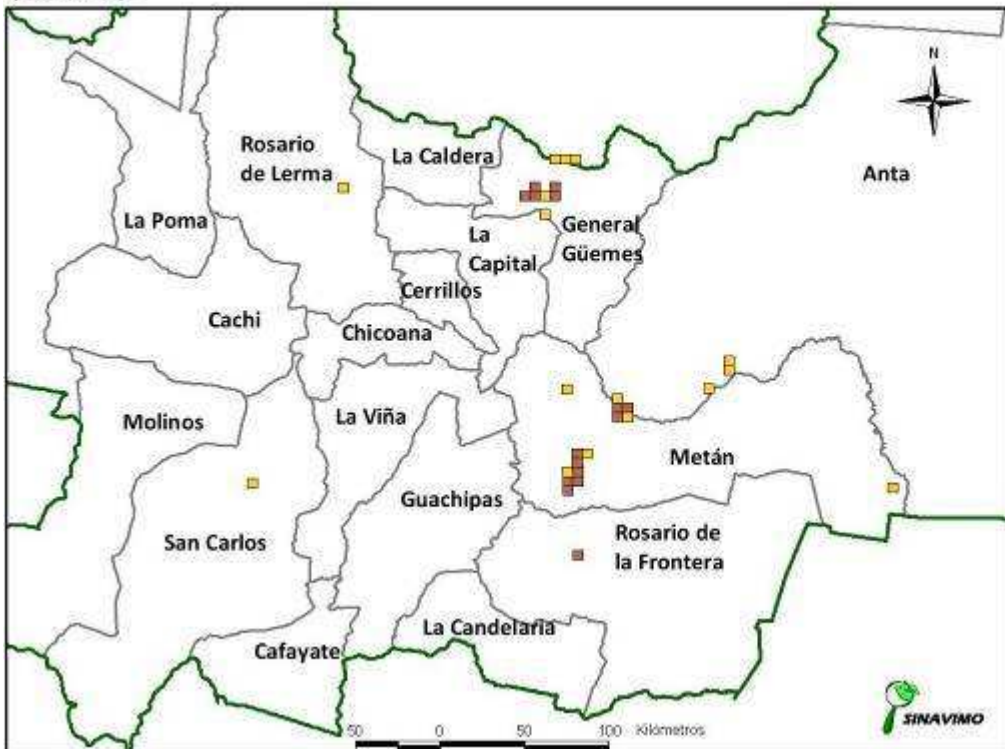 N
Rosario
de Lerma
La Caldera
Anta
La Poma
General
Güemes
La
Capital
Cerrillos
Cachi
Chicoana
Molinos
La Viña
Metán
Guachipas
San Carlos
Rosario de
la Frontera
La Candelaria
Cafayate
SINAVIMO
50 0 50 100 Kilómetros